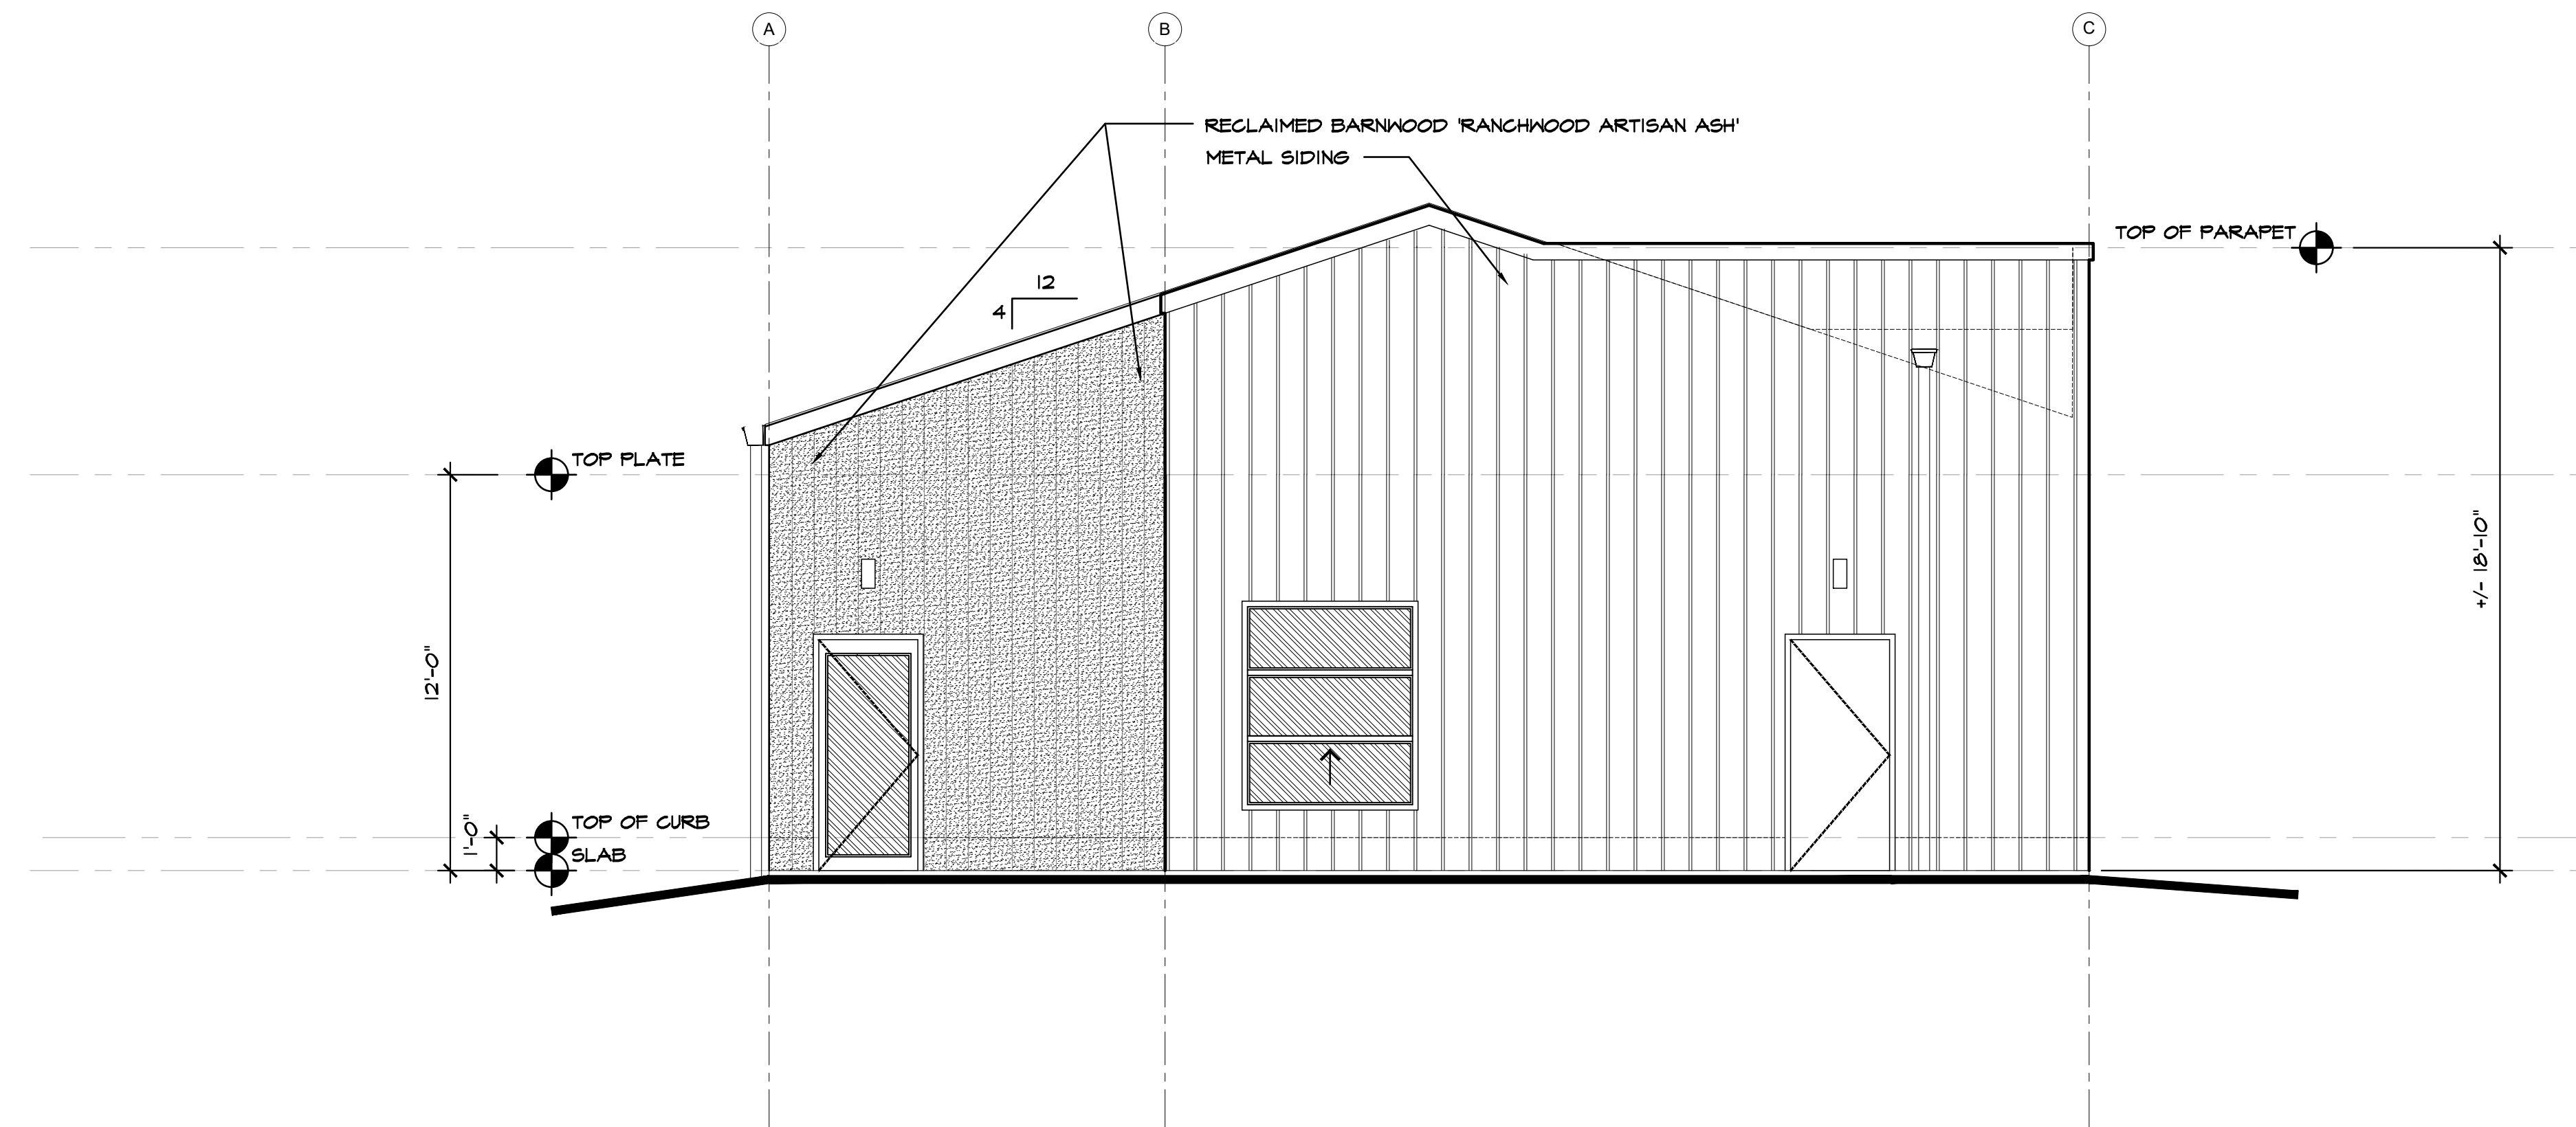 A
B
C
RECLAIMED BARNWOOD 'RANCHWOOD ARTISAN ASH'
METAL SIDING
TOP OF PARAPET
12
4
TOP PLATE
+/- 18'-10"
12'-0"
1'-0"
TOP OF CURB
SLAB